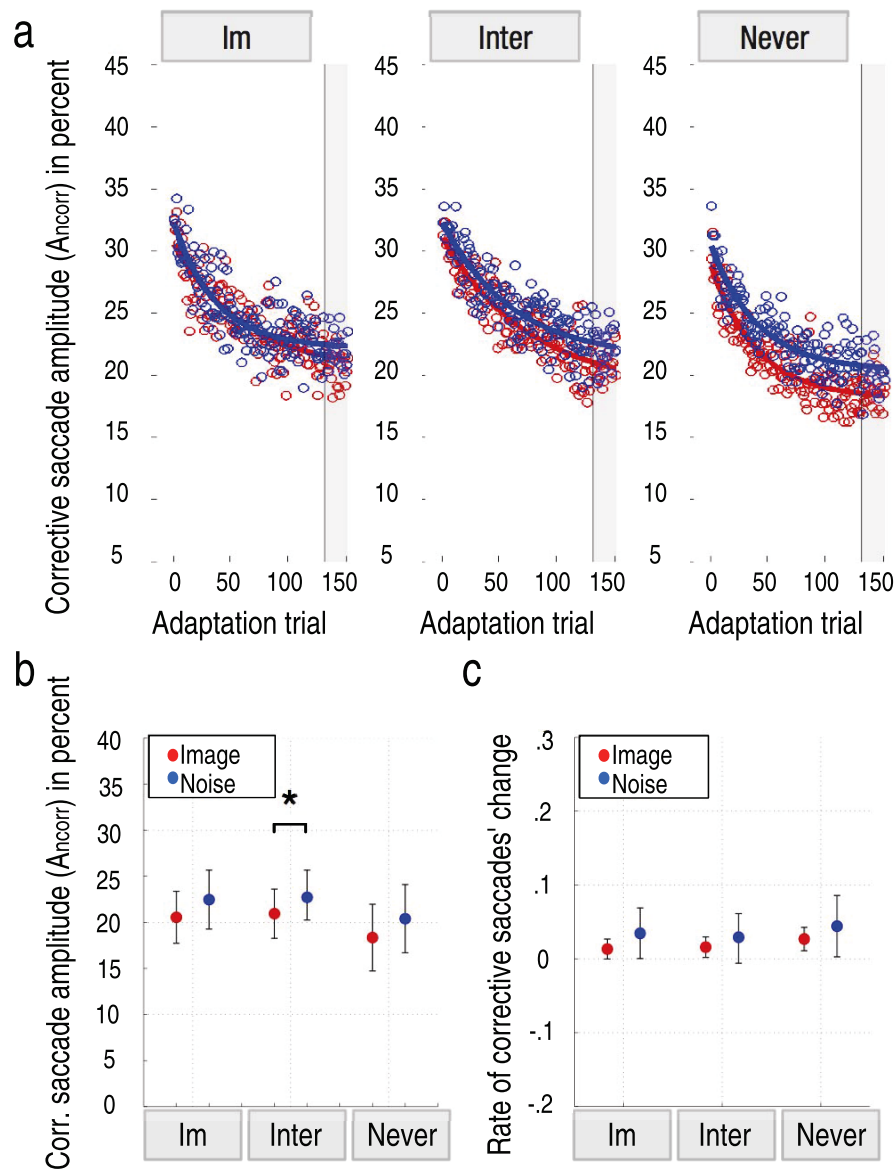 a
Im
Inter
Never
Corrective saccade amplitude (Ancorr) in percent
45
40
35
30
25
20
15
10
5
45
40
35
30
25
20
15
10
5
45
40
35
30
25
20
15
10
5
0 50 100 150
0 50 100 150
0 50 100 150
Adaptation trial
Adaptation trial
Adaptation trial
b
Corr. saccade amplitude (Ancorr) in percent
40
35
30
25
20
15
10
5
0
Image
Noise
*
Im
Inter
Never
c
Rate of corrective saccades' change
.3
.2
.1
0
-.1
-.2
Image
Noise
Im
Inter
Never